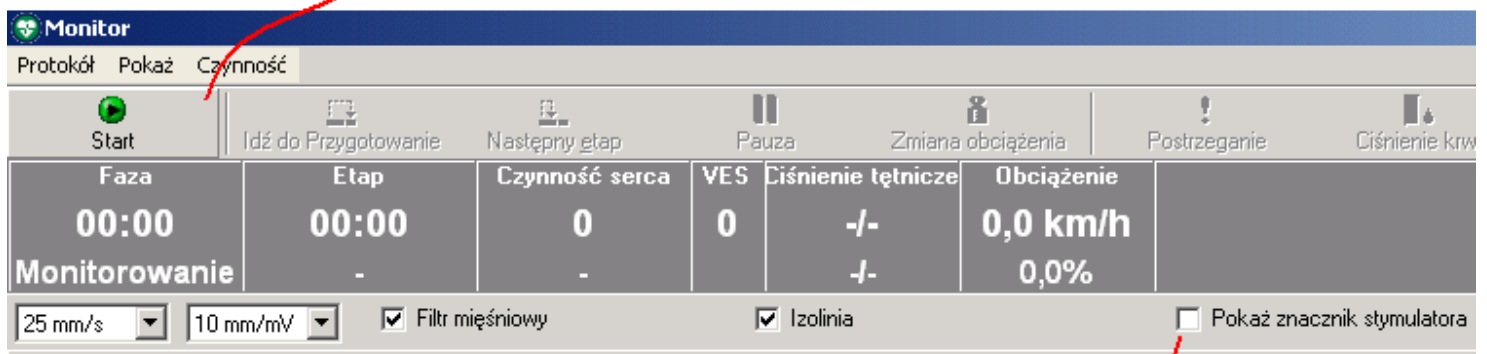 Monitor
Protokół Pokaż Czynność
Start Idź do Przygotowanie Następny etap Pauza Zmiana obciążenia Postrzeganie Ciśnienie krw
Faza Etap Czynność serca VES Ciśnienie tętnicze Obciążenie
00:00 00:00 0 0 -/- 0,0 km/h
Monitorowanie - - -/- 0,0%
25 mm/s 10 mm/mV Filtr mięśniowy Izolinia Pokaż znacznik stymulatora